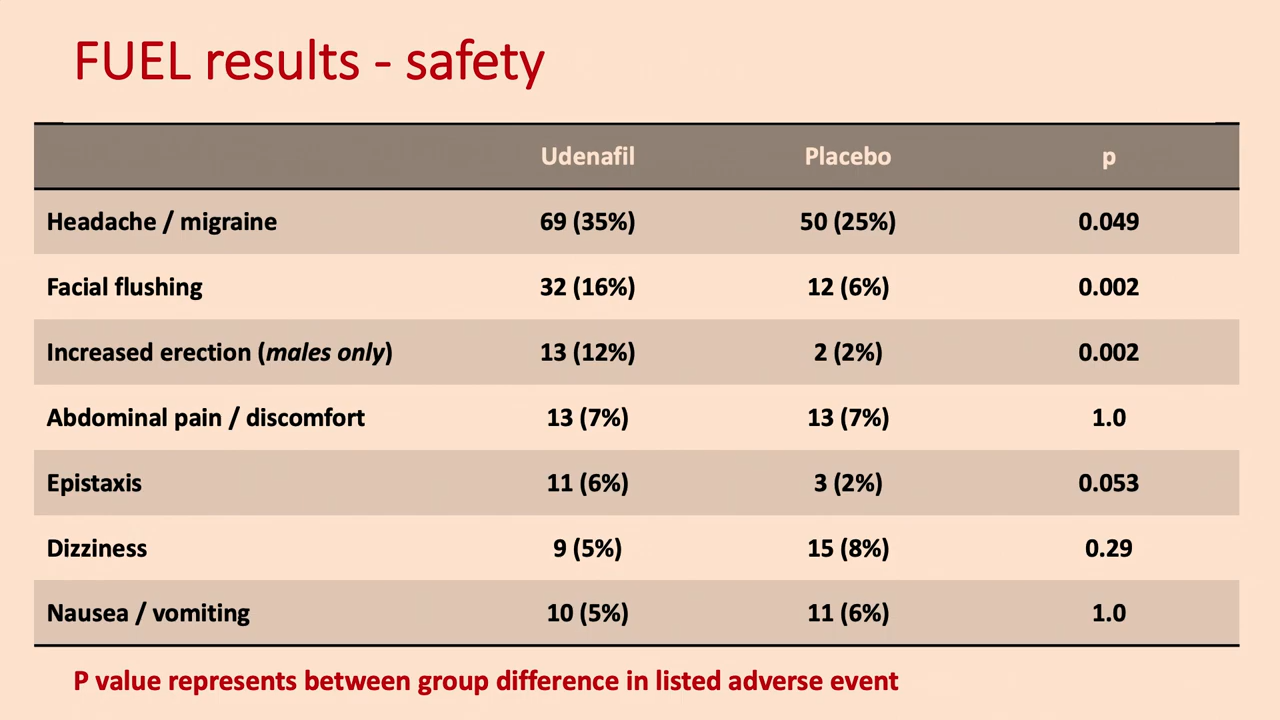 FUEL results - safety
Udenafil Placebo p
Headache / migraine 69 (35%) 50 (25%) 0.049
Facial flushing 32 (16%) 12 (6%) 0.002
Increased erection (males only) 13 (12%) 2 (2%) 0.002
Abdominal pain / discomfort 13 (7%) 13 (7%) 1.0
Epistaxis 11 (6%) 3 (2%) 0.053
Dizziness 9 (5%) 15 (8%) 0.29
Nausea / vomiting 10 (5%) 11 (6%) 1.0
P value represents between group difference in listed adverse event